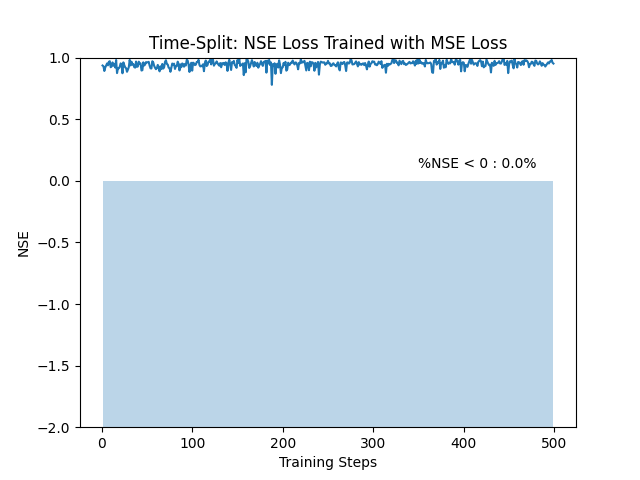 Time-Split: NSE Loss Trained with MSE Loss
1.0
0.5
%NSE < 0 : 0.0%
0.0
−0.5
NSE
−1.0
−1.5
−2.0
0 100 200 300 400 500
Training Steps